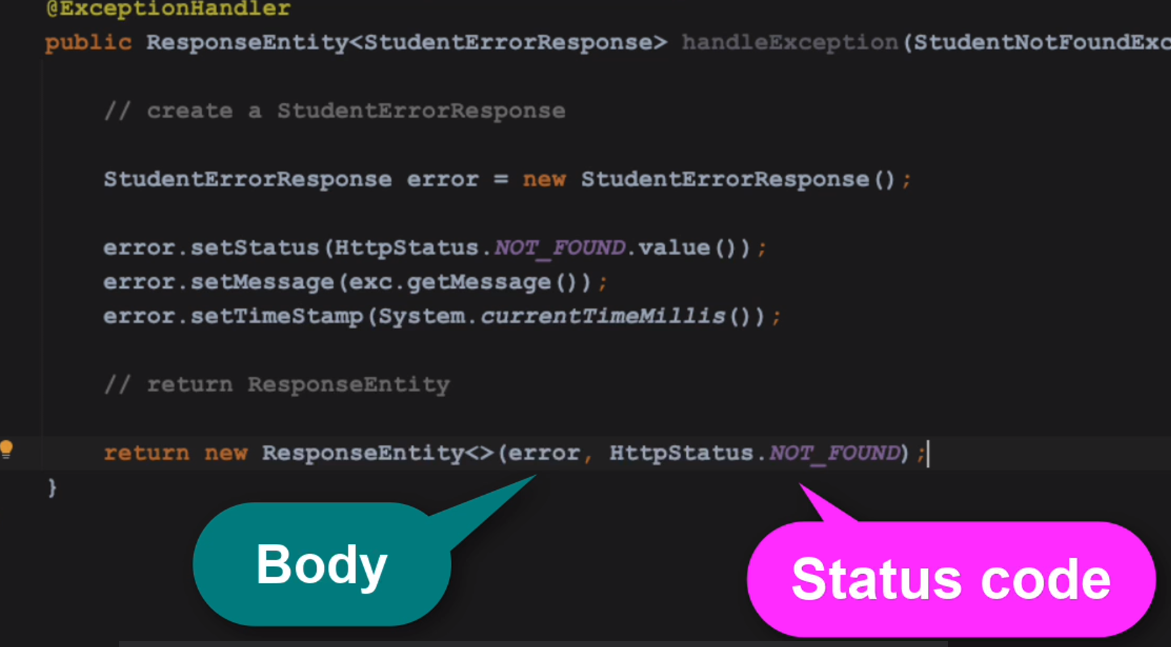 @ExceptionHandler
public ResponseEntity<StudentErrorResponse> handleException(StudentNotFoundExc
// create a StudentErrorResponse
StudentErrorResponse error = new StudentErrorResponse();
error.setStatus(HttpStatus.NOT_FOUND.value());
error.setMessage(exc.getMessage());
error.setTimeStamp(System.currentTimeMillis());
// return ResponseEntity
return new ResponseEntity<>(error, HttpStatus.NOT_FOUND);
}
Body
Status code